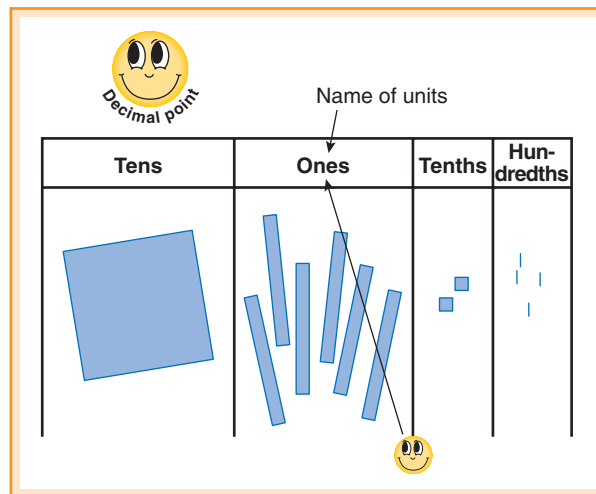 Decimal point
Name of units
Tens Ones Tenths Hun-
dredths